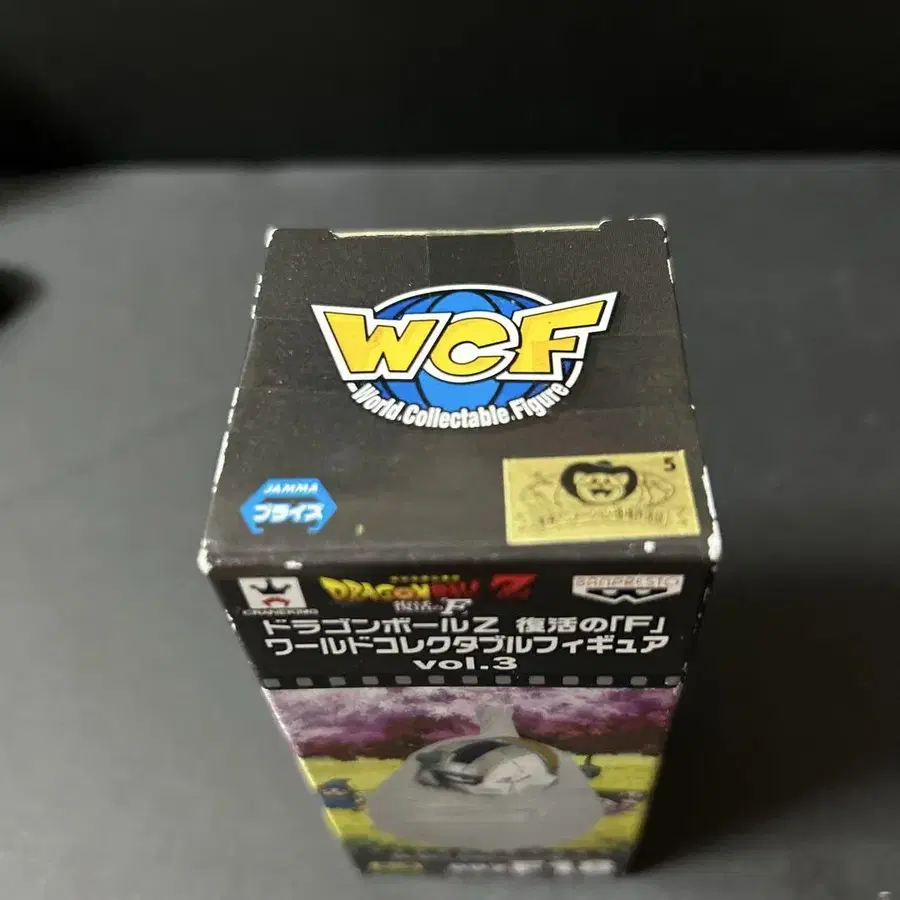 WCF
World.Collectable.Figure
JAMMA
プライズ
5
CRANEKING
DRAGONBALL Z
復活の「F」
BANPRESTO
ドラゴンボールZ 復活の「F」
ワールドコレクタブルフィギュア
vol.3